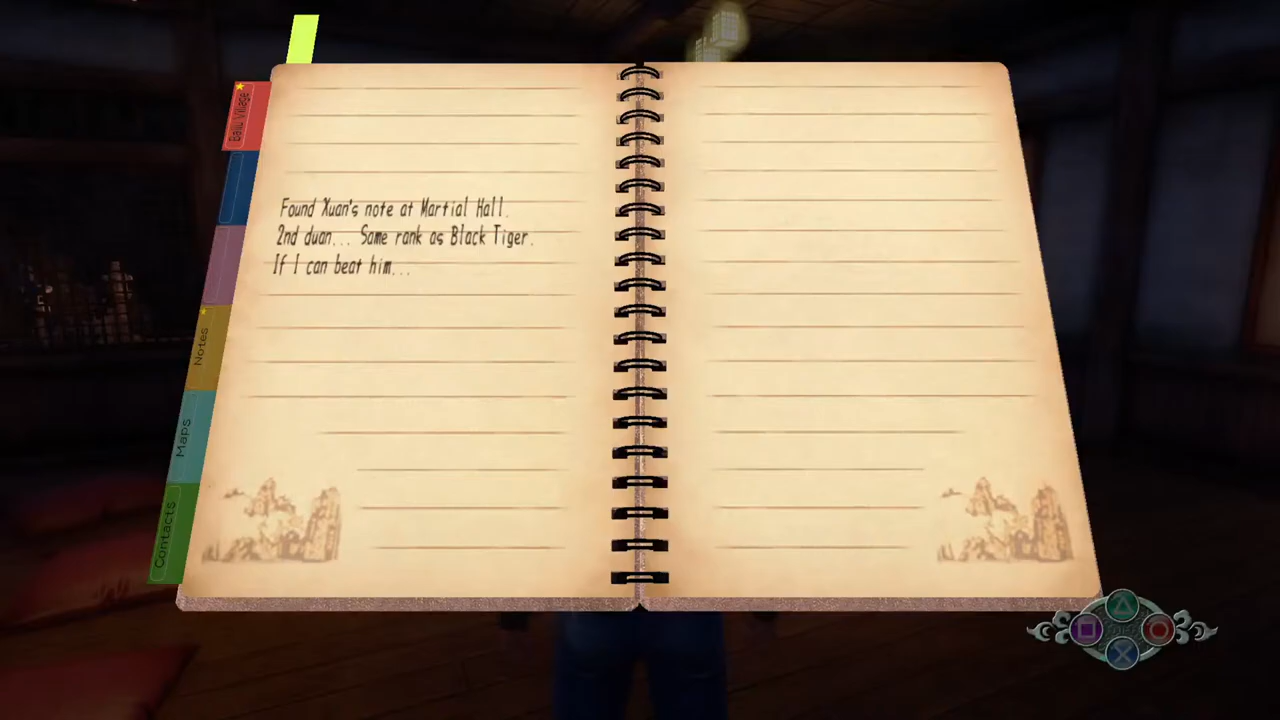 Bailu Village
Found Xuan's note at Martial Hall.
2nd duan... Same rank as Black Tiger.
If I can beat him...
Notes
Maps
Contacts